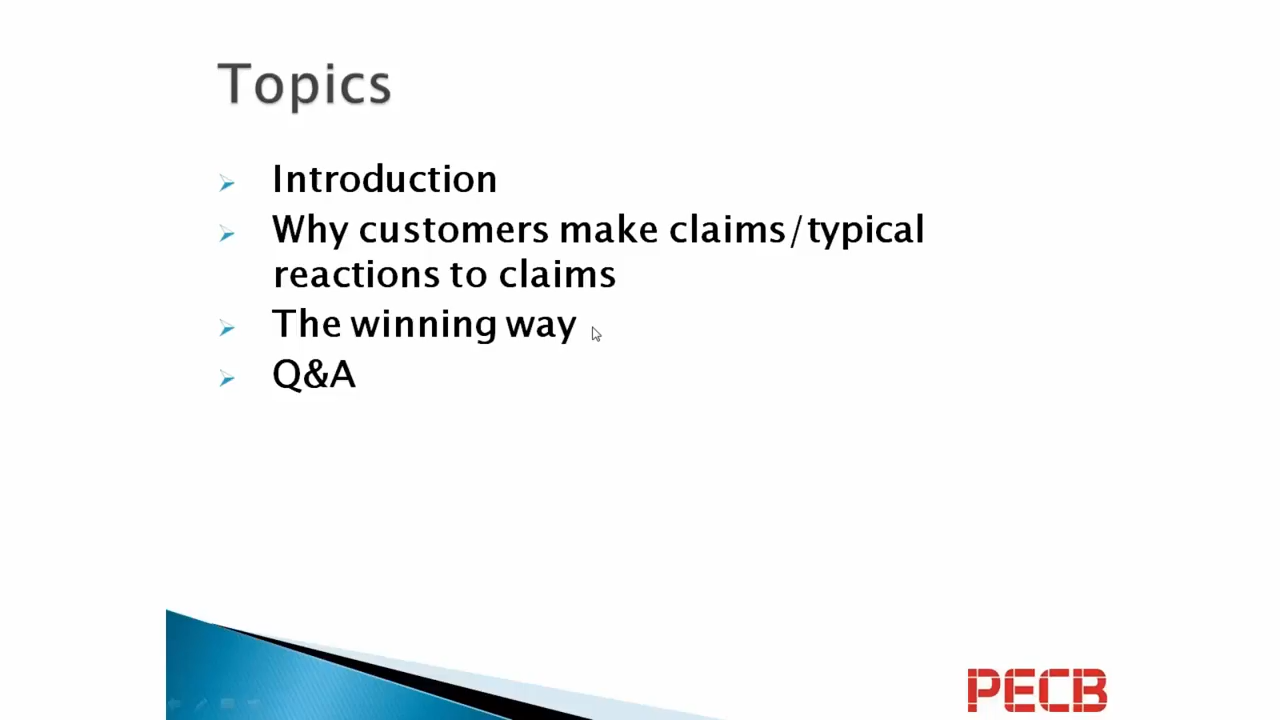 Topics
Introduction
Why customers make claims/typical
reactions to claims
The winning way
Q&A
PECB